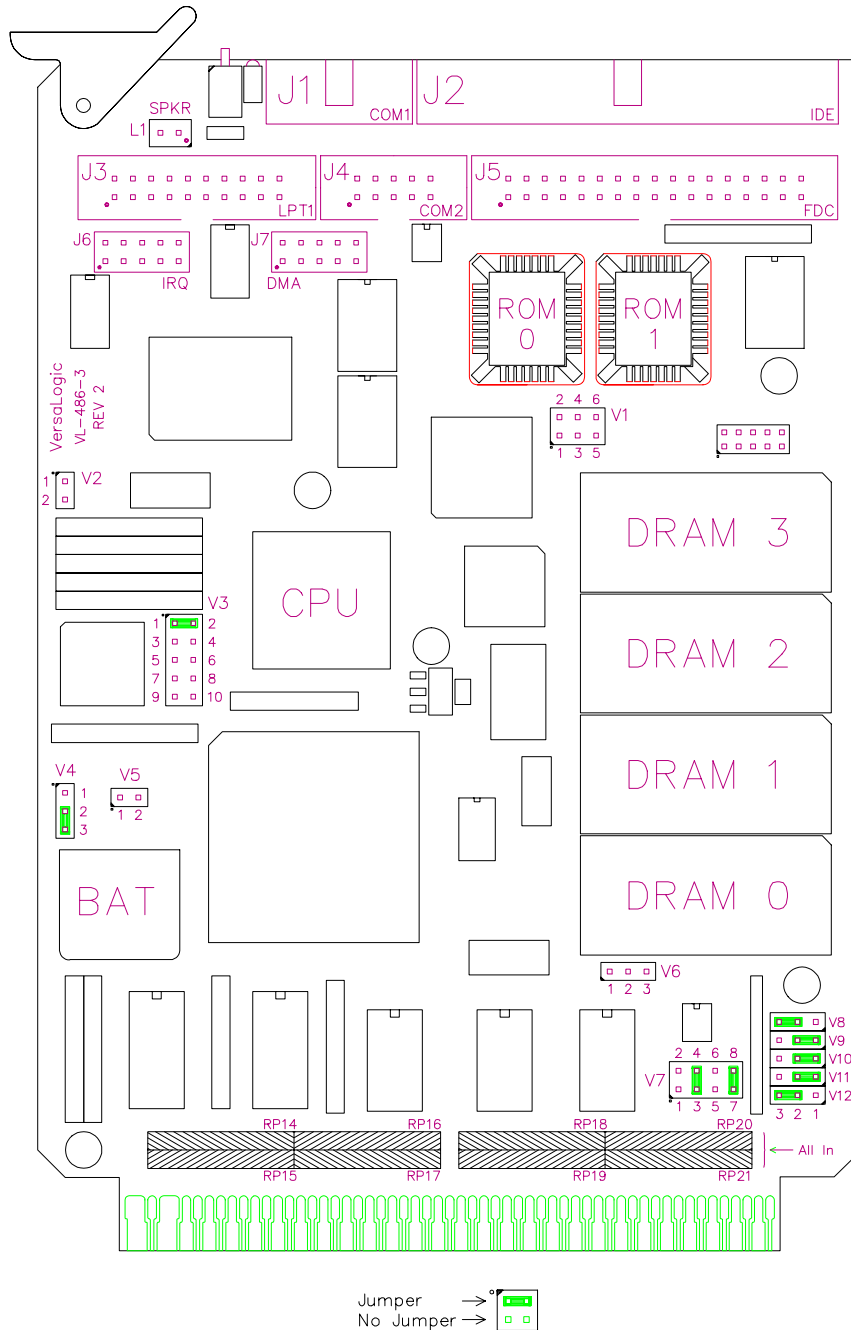 J1
COM1
J2
IDE
SPKR
L1
J3
LPT1
J4
COM2
J5
FDC
J6
IRQ
J7
DMA
ROM
0
ROM
1
VersaLogic
VL-486-3
REV 2
2 4 6
V1
1 3 5
1
2
V2
DRAM 3
CPU
V3
1 2
3 4
5 6
7 8
9 10
DRAM 2
DRAM 1
V4
1
2
3
V5
1 2
BAT
DRAM 0
V6
1 2 3
V8
V9
V10
V11
V12
3 2 1
2 4 6 8
V7
1 3 5 7
RP14
RP16
RP18
RP20
RP15
RP17
RP19
RP21
All In
Jumper
No Jumper